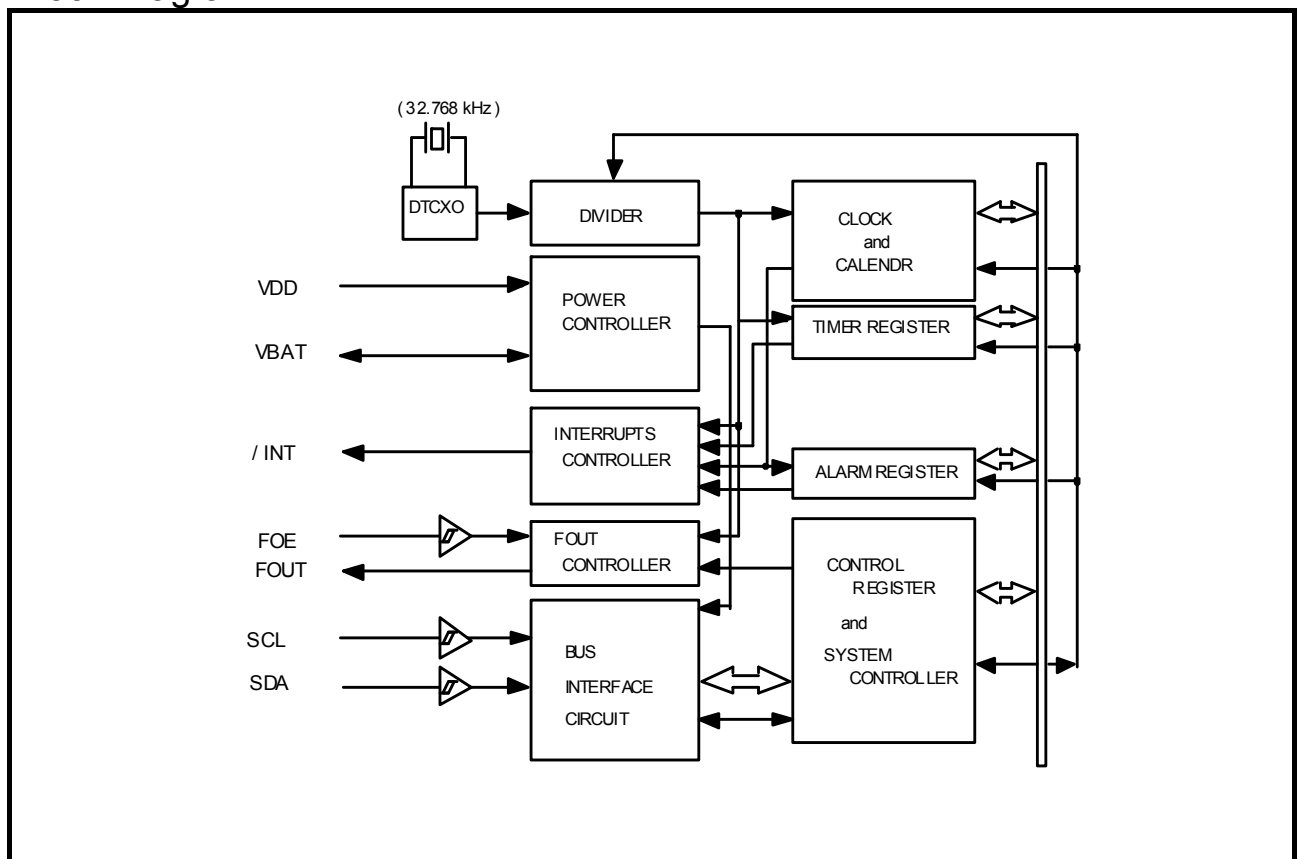 ( 32.768 kHz )
DTCXO
DIVIDER
CLOCK
and
CALENDR
VDD
POWER
CONTROLLER
TIMER REGISTER
VBAT
/ INT
INTERRUPTS
CONTROLLER
ALARM REGISTER
FOE
FOUT
FOUT
CONTROLLER
CONTROL
REGISTER
and
SYSTEM
CONTROLLER
SCL
SDA
BUS
INTERFACE
CIRCUIT